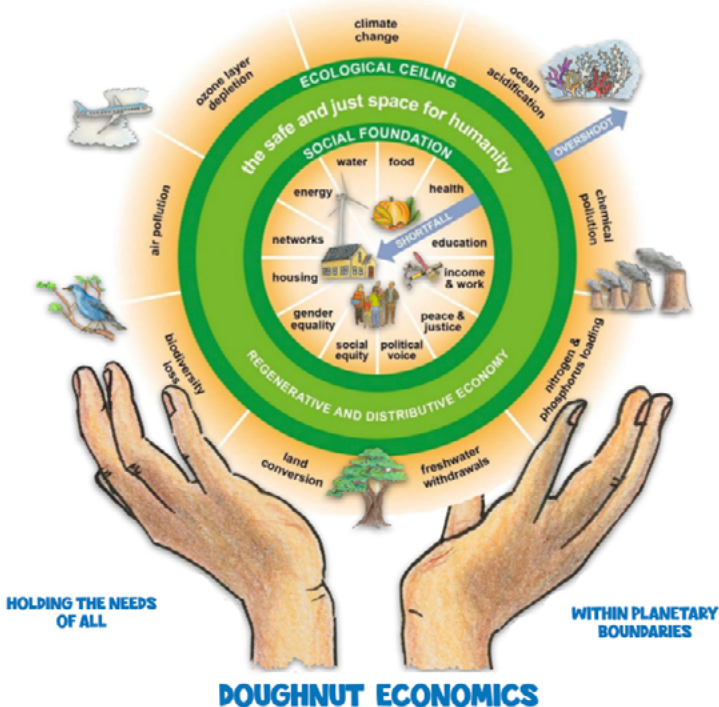 climate
change
ozone layer
depletion
ocean
acidification
ECOLOGICAL CEILING
the safe and just space for humanity
OVERSHOOT
SOCIAL FOUNDATION
water
food
energy
health
air pollution
chemical
pollution
SHORTFALL
networks
education
housing
income
& work
gender
equality
peace &
justice
social
equity
political
voice
biodiversity
loss
nitrogen &
phosphorus loading
REGENERATIVE AND DISTRIBUTIVE ECONOMY
land
conversion
freshwater
withdrawals
HOLDING THE NEEDS
OF ALL
WITHIN PLANETARY
BOUNDARIES
DOUGHNUT ECONOMICS